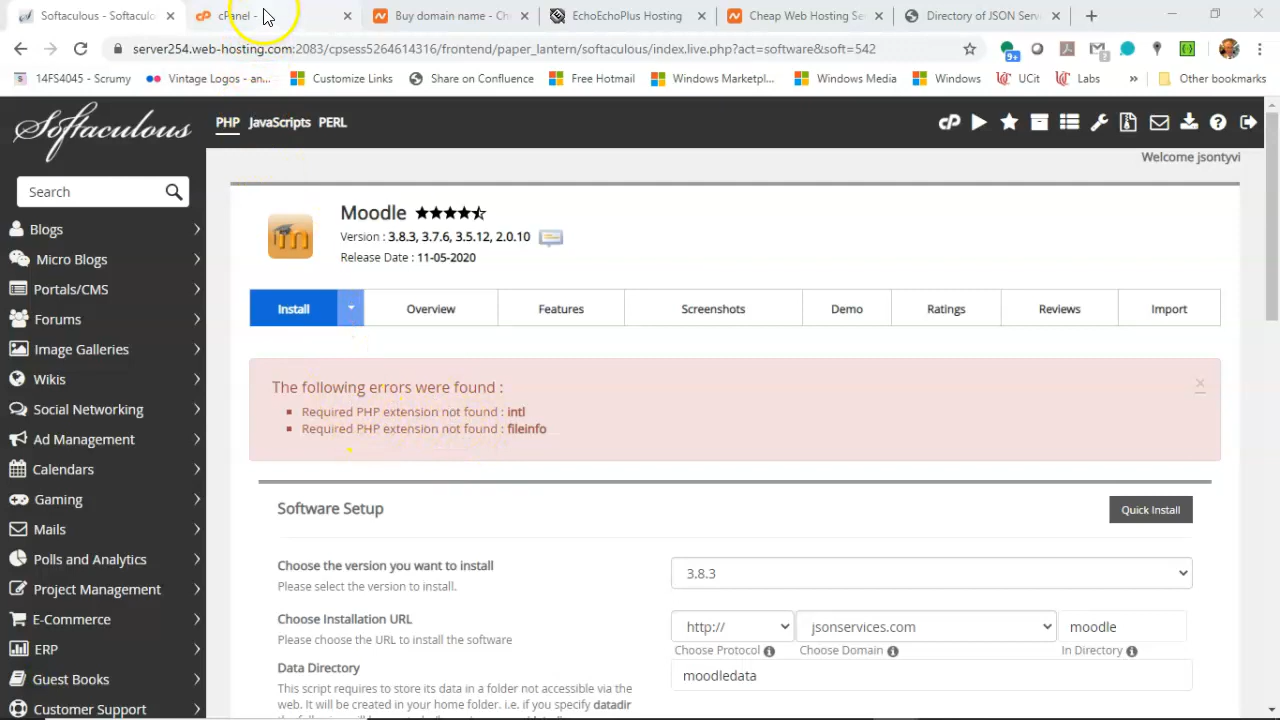 Softaculous - Softaculo
cPanel -
Buy domain name - Ch
EchoEchoPlus Hosting
Cheap Web Hosting Se
Directory of JSON Serv
server254.web-hosting.com:2083/cpsess5264614316/frontend/paper_lantern/softaculous/index.live.php?act=software&soft=542
9+
?
14FS4045 - Scrumy
Vintage Logos - an...
Customize Links
Share on Confluence
Free Hotmail
Windows Marketpl...
Windows Media
Windows
UCit
Labs
»
Other bookmarks
Softaculous
PHP JavaScripts PERL
Welcome jsontyvi
Search
Blogs
Micro Blogs
Portals/CMS
Forums
Image Galleries
Wikis
Social Networking
Ad Management
Calendars
Gaming
Mails
Polls and Analytics
Project Management
E-Commerce
ERP
Guest Books
Customer Support
Moodle
Version : 3.8.3, 3.7.6, 3.5.12, 2.0.10
Release Date : 11-05-2020
Install
Overview
Features
Screenshots
Demo
Ratings
Reviews
Import
The following errors were found :
Required PHP extension not found : intl
Required PHP extension not found : fileinfo
Software Setup
Quick Install
Choose the version you want to install
Please select the version to install.
3.8.3
Choose Installation URL
Please choose the URL to install the software
http://
jsonservices.com
moodle
Choose Protocol
Choose Domain
In Directory
Data Directory
This script requires to store its data in a folder not accessible via the
web. It will be created in your home folder. i.e. if you specify datadir
moodledata